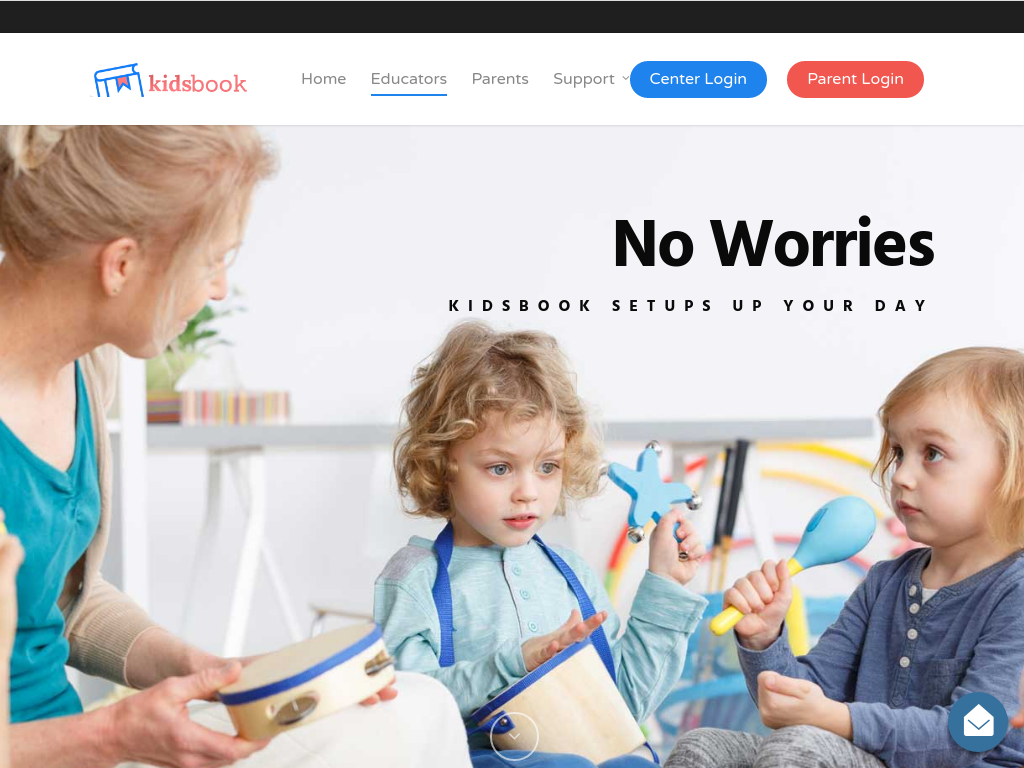 kidsbook
Home
Educators
Parents
Support
Center Login
Parent Login
No Worries
KIDSBOOK SETUPS UP YOUR DAY